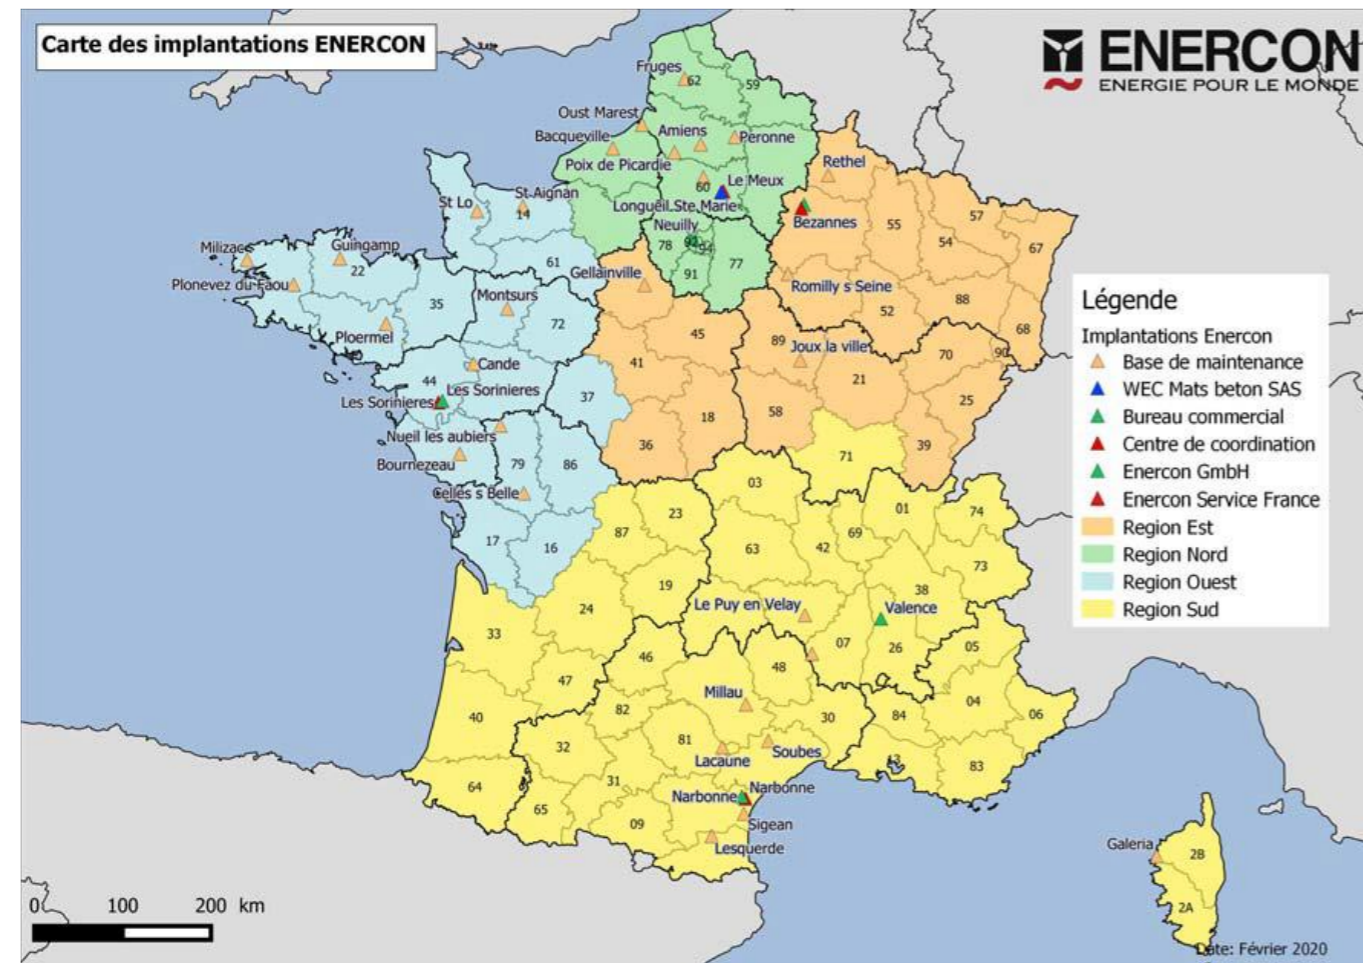 Carte des implantations ENERCON
ENERCON
ENERGIE POUR LE MONDE
Fruges
62
59
Oust Marest
Bacqueville
Amiens
Peronne
Poix de Picardie
Rethel
60
Le Meux
Longueil Ste Marie
Bezannes
St Aignan
14
St Lo
Neuilly
92
94
78
77
91
55
57
54
67
Milizac
Guingamp
22
61
Gellainville
Romilly s Seine
Plonevez du Faou
35
Montsurs
72
45
52
88
68
Ploermel
89
Joux la ville
70
90
41
21
Cande
44
Les Sorinieres
Les Sorinieres
37
25
18
58
Nueil les aubiers
36
39
Bournezeau
79
86
71
Celles s Belle
03
23
01
74
87
69
17
16
63
42
73
19
38
24
Le Puy en Velay
Valence
33
07
26
05
46
48
47
Millau
04
40
82
30
84
06
32
81
Soubes
Lacaune
13
83
31
64
Narbonne
Narbonne
65
09
Sigean
Lesquerde
Galeria
2B
2A
Légende
Implantations Enercon
Base de maintenance
WEC Mats beton SAS
Bureau commercial
Centre de coordination
Enercon GmbH
Enercon Service France
Region Est
Region Nord
Region Ouest
Region Sud
0 100 200 km
Date: Février 2020